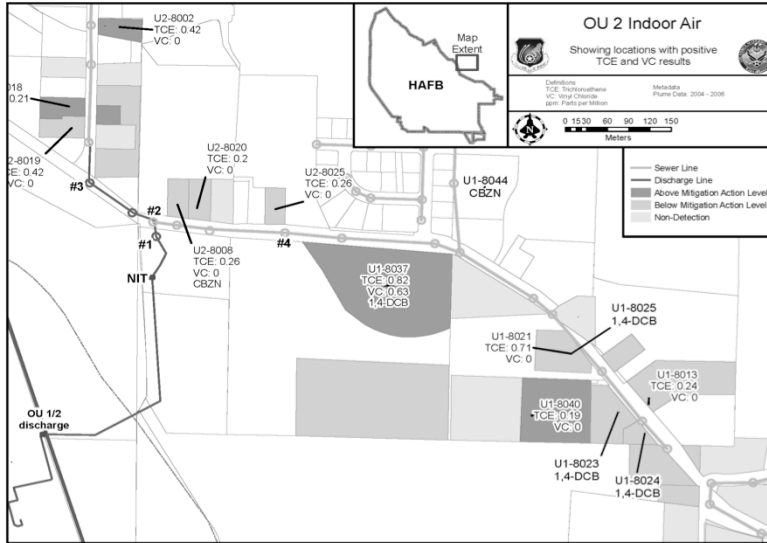 OU 2 Indoor Air
Showing locations with positive
TCE and VC results
Definitions
TCE: Trichloroethene
VC: Vinyl Chloride
ppm: Parts per Million
Metadata
Plume Data: 2004 - 2006
0 15 30 60 90 120 150
Meters
Map
Extent
HAFB
Sewer Line
Discharge Line
Above Mitigation Action Level
Below Mitigation Action Level
Non-Detection
U2-8002
TCE: 0.42
VC: 0
018
0.21
U2-8019
TCE: 0.42
VC: 0
U2-8020
TCE: 0.2
VC: 0
U2-8025
TCE: 0.26
VC: 0
U1-8044
CBZN
#3
#2
#1
#4
U2-8008
TCE: 0.26
VC: 0
CBZN
NIT
U1-8037
TCE: 0.82
VC: 0.63
1,4-DCB
U1-8025
1,4-DCB
U1-8021
TCE: 0.71
VC: 0
U1-8013
TCE: 0.24
VC: 0
U1-8040
TCE: 0.19
VC: 0
OU 1/2
discharge
U1-8023
1,4-DCB
U1-8024
1,4-DCB